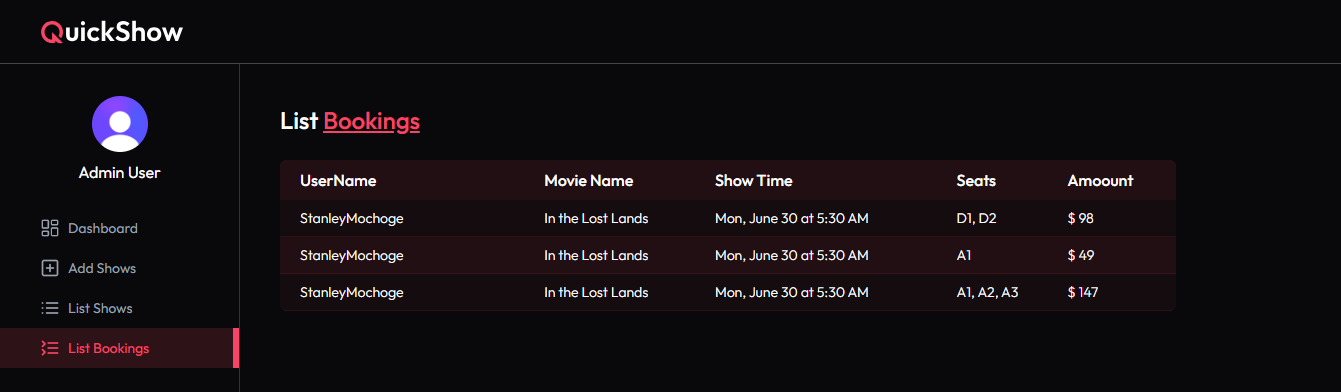 QuickShow
Admin User
Dashboard
Add Shows
List Shows
List Bookings
List Bookings
UserName Movie Name Show Time Seats Amoount
StanleyMochoge In the Lost Lands Mon, June 30 at 5:30 AM D1, D2 $ 98
StanleyMochoge In the Lost Lands Mon, June 30 at 5:30 AM A1 $ 49
StanleyMochoge In the Lost Lands Mon, June 30 at 5:30 AM A1, A2, A3 $ 147